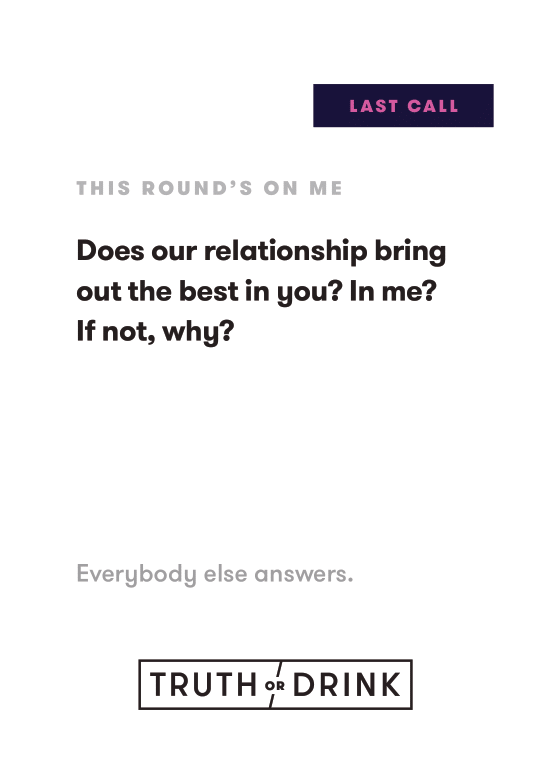 LAST CALL
THIS ROUND’S ON ME
Does our relationship bring
out the best in you? In me?
If not, why?
Everybody else answers.
TRUTH OR DRINK